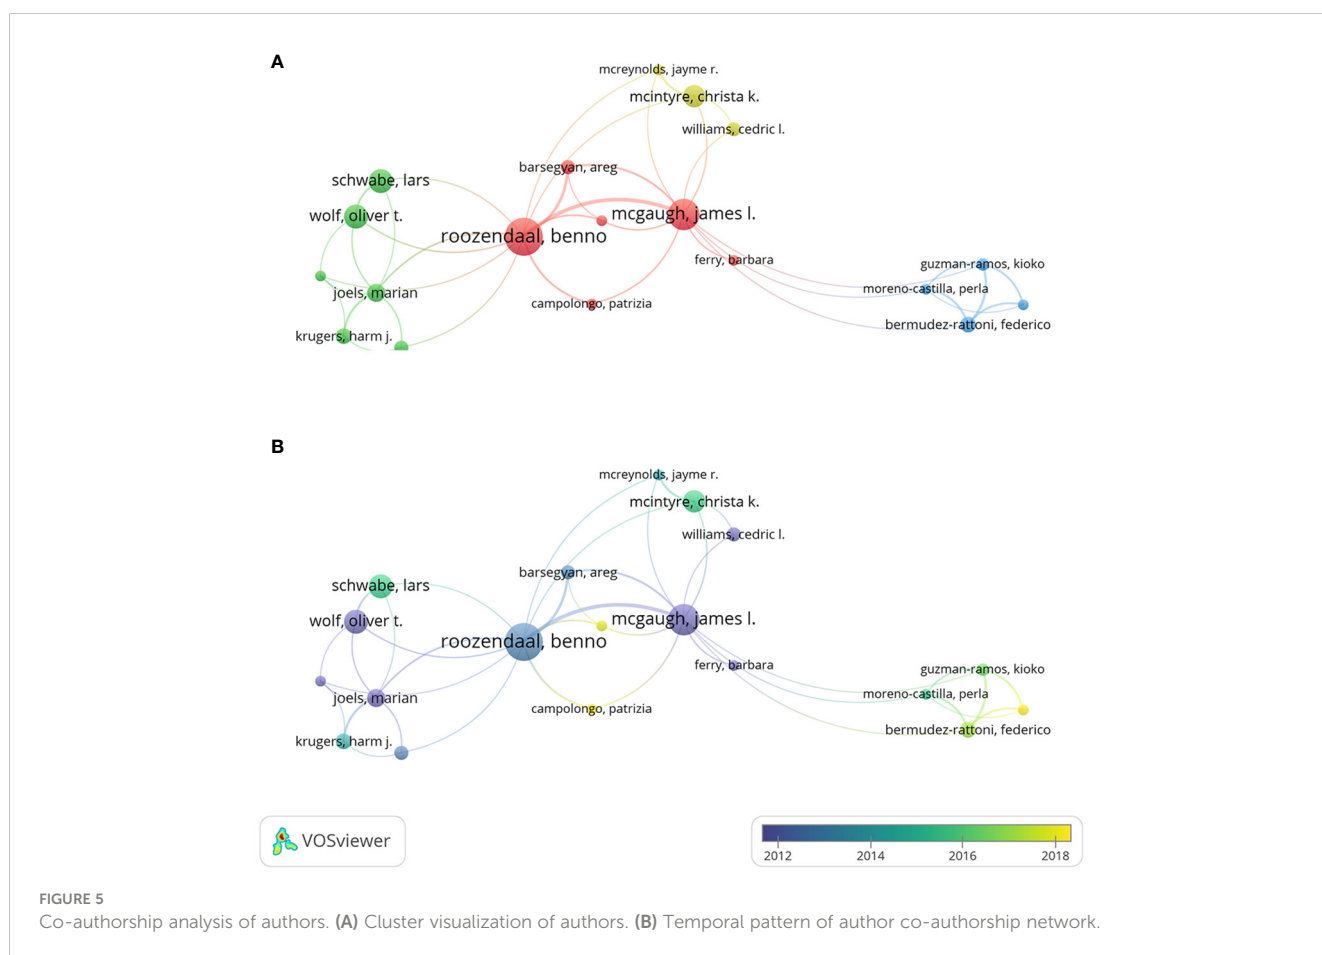 A
mcreynolds, jayme r.
mcintyre, christa k.
williams, cedric l.
barsegyan, areg
schwabe, lars
wolf, oliver t.
mcgaugh, james l.
roozendaal, benno
ferry, barbara
guzman-ramos, kioko
moreno-castilla, perla
joels, marian
campolongo, patrizia
bermudez-rattoni, federico
krugers, harm j.
B
mcreynolds, jayme r.
mcintyre, christa k.
williams, cedric l.
barsegyan, areg
schwabe, lars
wolf, oliver t.
mcgaugh, james l.
roozendaal, benno
ferry, barbara
guzman-ramos, kioko
moreno-castilla, perla
joels, marian
campolongo, patrizia
bermudez-rattoni, federico
krugers, harm j.
VOSviewer
2012 2014 2016 2018
FIGURE 5
Co-authorship analysis of authors. (A) Cluster visualization of authors. (B) Temporal pattern of author co-authorship network.